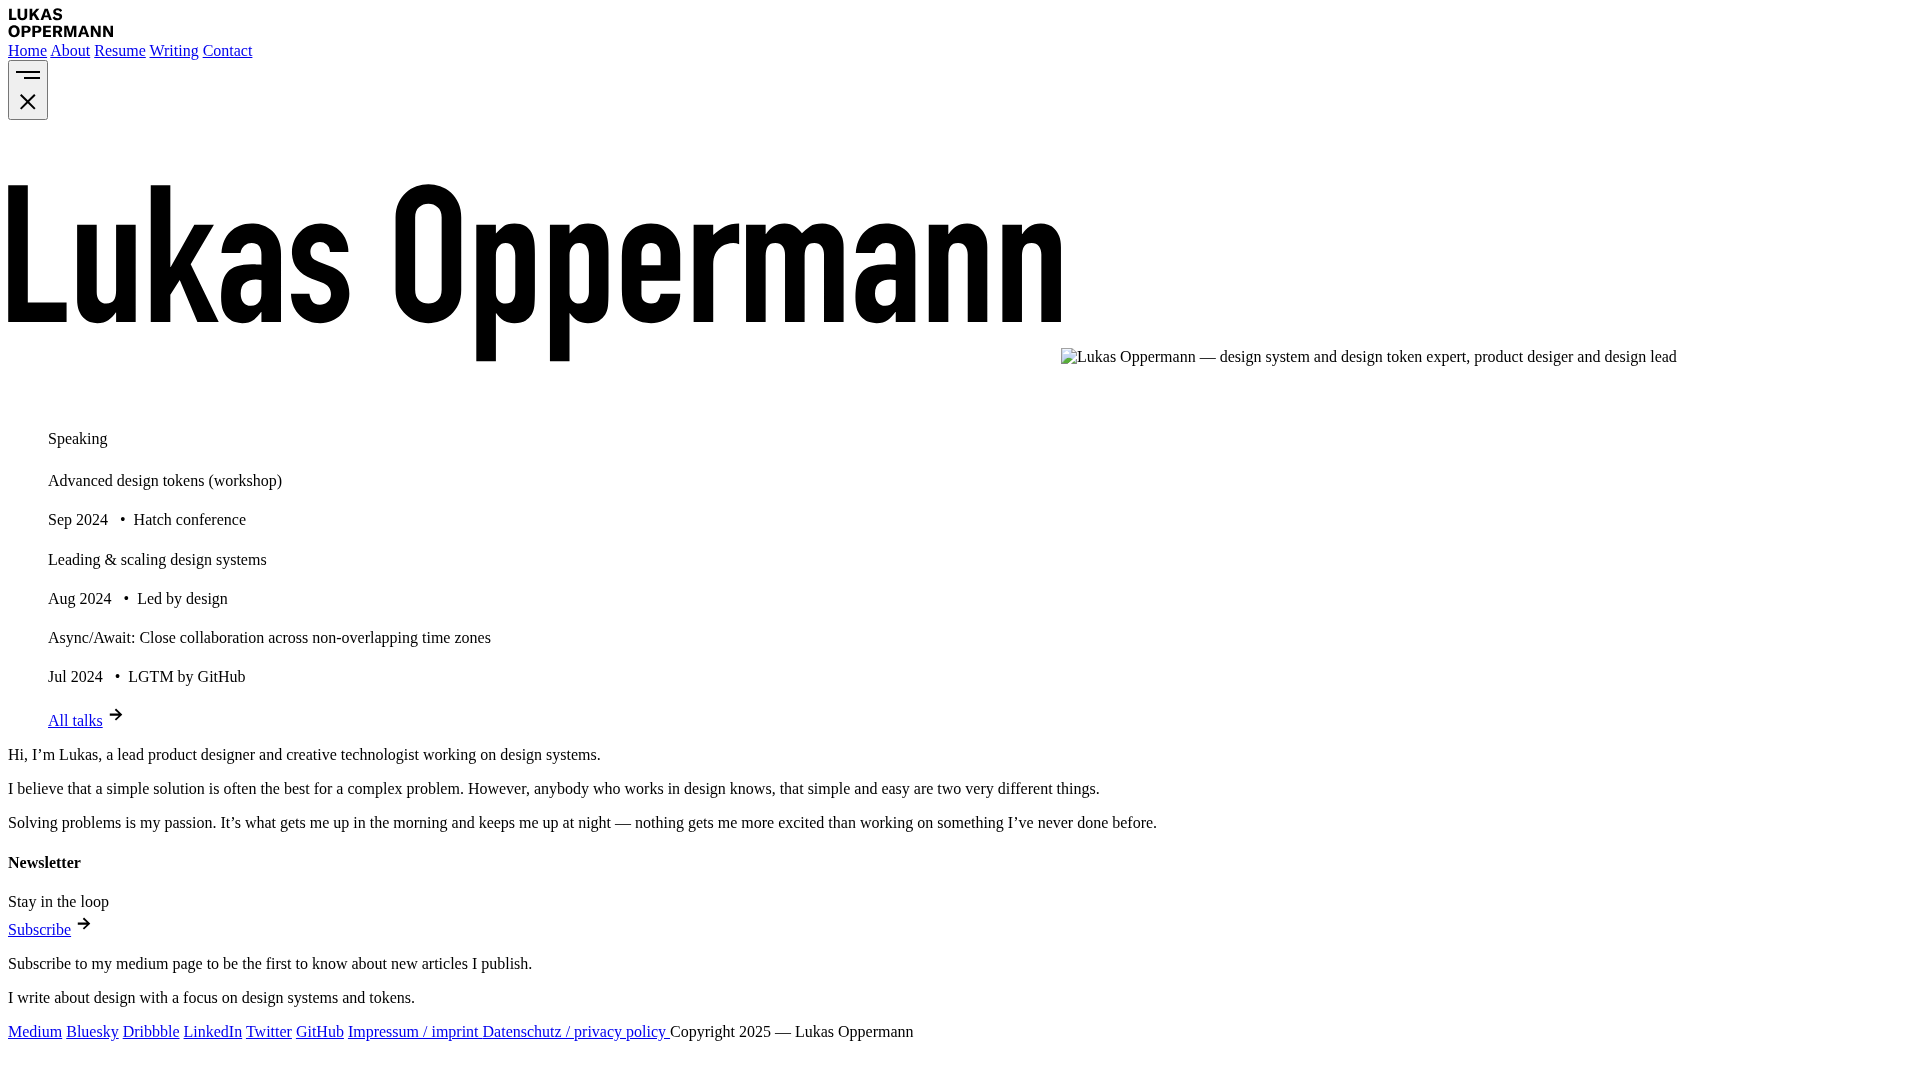 LUKAS
OPPERMANN
Home About Resume Writing Contact
Lukas Oppermann
Lukas Oppermann — design system and design token expert, product desiger and design lead
Speaking
Advanced design tokens (workshop)
Sep 2024 • Hatch conference
Leading & scaling design systems
Aug 2024 • Led by design
Async/Await: Close collaboration across non-overlapping time zones
Jul 2024 • LGTM by GitHub
All talks
Hi, I’m Lukas, a lead product designer and creative technologist working on design systems.
I believe that a simple solution is often the best for a complex problem. However, anybody who works in design knows, that simple and easy are two very different things.
Solving problems is my passion. It’s what gets me up in the morning and keeps me up at night — nothing gets me more excited than working on something I’ve never done before.
Newsletter
Stay in the loop
Subscribe
Subscribe to my medium page to be the first to know about new articles I publish.
I write about design with a focus on design systems and tokens.
Medium Bluesky Dribbble LinkedIn Twitter GitHub Impressum / imprint Datenschutz / privacy policy Copyright 2025 — Lukas Oppermann